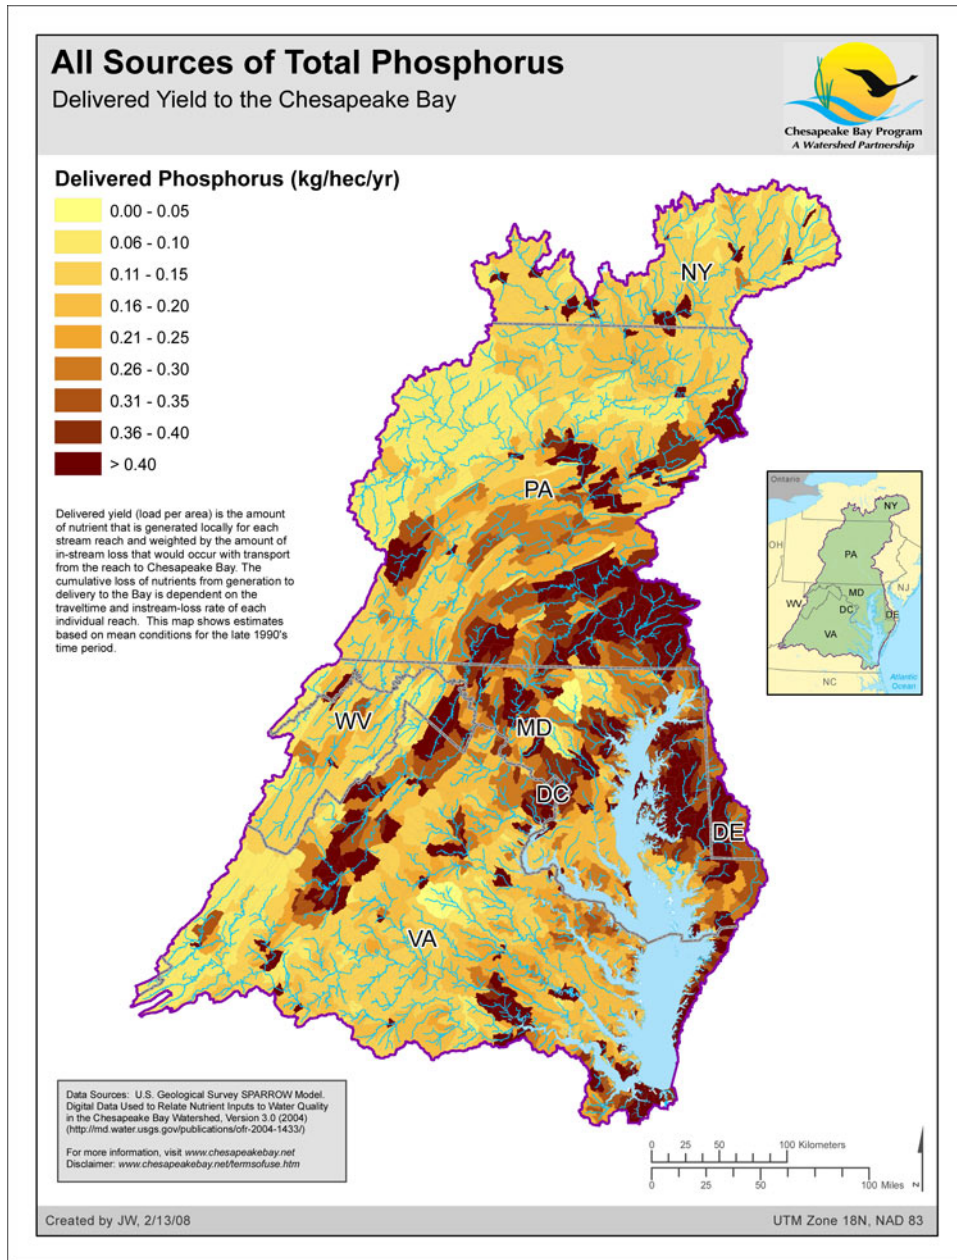 All Sources of Total Phosphorus
Delivered Yield to the Chesapeake Bay
Chesapeake Bay Program
A Watershed Partnership
Delivered Phosphorus (kg/hec/yr)
0.00 - 0.05
0.06 - 0.10
0.11 - 0.15
0.16 - 0.20
0.21 - 0.25
0.26 - 0.30
0.31 - 0.35
0.36 - 0.40
> 0.40
Delivered yield (load per area) is the amount
of nutrient that is generated locally for each
stream reach and weighted by the amount of
in-stream loss that would occur with transport
from the reach to Chesapeake Bay. The
cumulative loss of nutrients from generation to
delivery to the Bay is dependent on the
traveltime and instream-loss rate of each
individual reach. This map shows estimates
based on mean conditions for the late 1990's
time period.
NY
PA
WV
MD
DC
DE
VA
Ontario
NY
OH
PA
NJ
MD
WV
DC
DE
VA
NC
Atlantic
Ocean
Data Sources: U.S. Geological Survey SPARROW Model.
Digital Data Used to Relate Nutrient Inputs to Water Quality
in the Chesapeake Bay Watershed, Version 3.0 (2004)
(http://md.water.usgs.gov/publications/ofr-2004-1433/)
For more information, visit www.chesapeakebay.net
Disclaimer: www.chesapeakebay.net/termsofuse.htm
0 25 50 100 Kilometers
0 25 50 100 Miles
N
Created by JW, 2/13/08
UTM Zone 18N, NAD 83